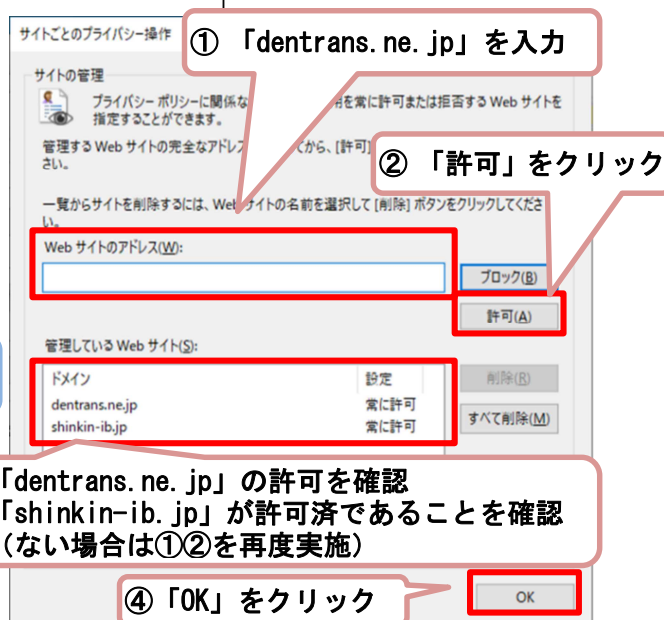 サイトごとのプライバシー操作
① 「dentrans.ne.jp」を入力
サイトの管理
プライバシー ポリシーに関係な
用を常に許可または拒否する Web サイトを
指定することができます。
管理する Web サイトの完全なアドレス
てから、[許可]
さい。
② 「許可」をクリック
一覧からサイトを削除するには、Web サイトの名前を選択して [削除] ボタンをクリックしてくださ
い。
Web サイトのアドレス(W):
ブロック(B)
許可(A)
管理している Web サイト(S):
ドメイン 設定
削除(R)
dentrans.ne.jp 常に許可
すべて削除(M)
shinkin-ib.jp 常に許可
「dentrans.ne.jp」の許可を確認
「shinkin-ib.jp」が許可済であることを確認
(ない場合は①②を再度実施)
④「OK」をクリック
OK